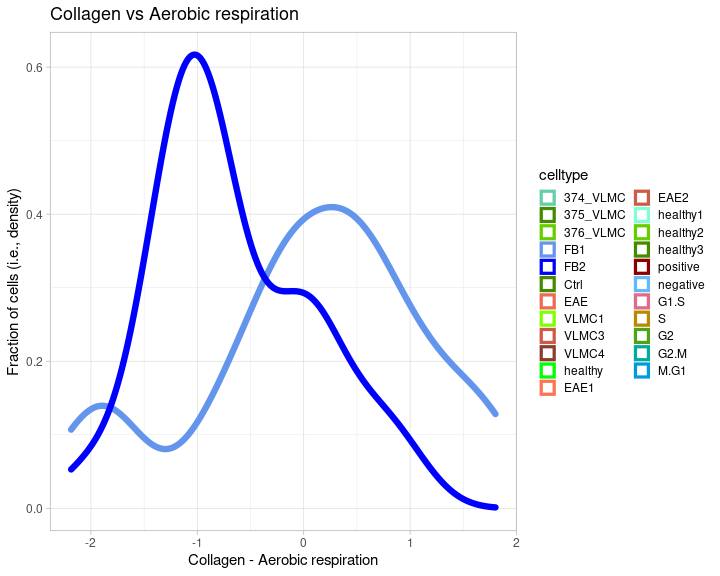 Collagen vs Aerobic respiration
Fraction of cells (i.e., density)
0.6
0.4
0.2
0.0
-2
-1
0
1
2
Collagen - Aerobic respiration
celltype
374_VLMC
375_VLMC
376_VLMC
FB1
FB2
Ctrl
EAE
VLMC1
VLMC3
VLMC4
healthy
EAE1
EAE2
healthy1
healthy2
healthy3
positive
negative
G1.S
S
G2
G2.M
M.G1